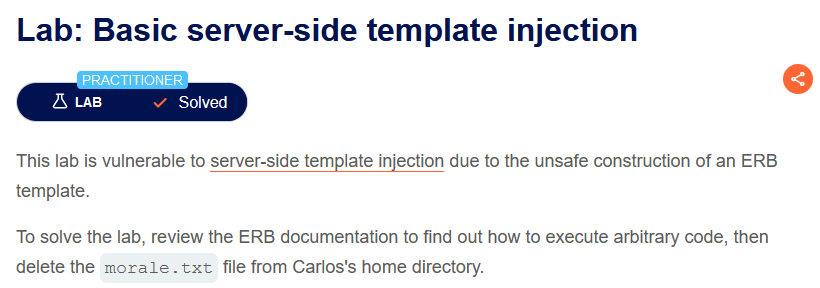 Lab: Basic server-side template injection
PRACTITIONER
LAB
Solved
This lab is vulnerable to server-side template injection due to the unsafe construction of an ERB
template.
To solve the lab, review the ERB documentation to find out how to execute arbitrary code, then
delete the morale.txt file from Carlos's home directory.